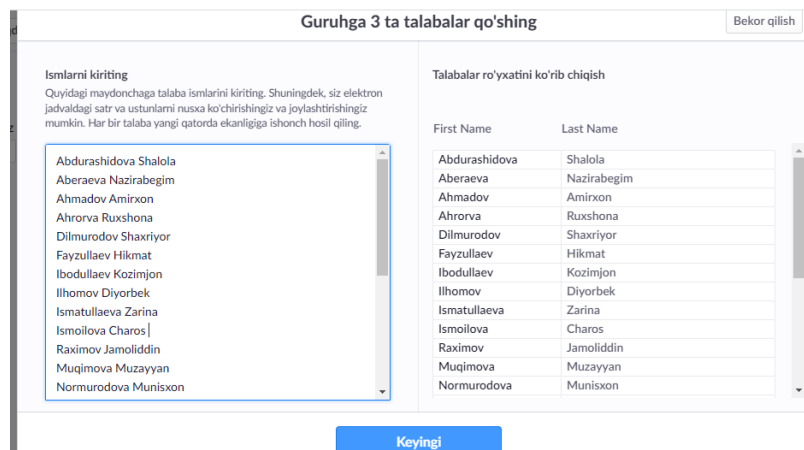 Guruhga 3 ta talabalar qo'shing
Bekor qilish
Ismlarni kiriting
Quyidagi maydonchaga talaba ismlarini kiriting. Shuningdek, siz elektron
jadvaldagi satr va ustunlarni nusxa ko'chirishingiz va joylashtirishingiz
mumkin. Har bir talaba yangi qatorda ekanligiga ishonch hosil qiling.
Abdurashidova Shalola
Aberaeva Nazirabegim
Ahmadov Amirxon
Ahrorva Ruxshona
Dilmurodov Shaxriyor
Fayzullaev Hikmat
Ibodullaev Kozimjon
Ilhomov Diyorbek
Ismatullaeva Zarina
Ismoilova Charos
Raximov Jamoliddin
Muqimova Muzayyan
Normurodova Munisxon
Talabalar ro'yxatini ko'rib chiqish
First Name Last Name
Abdurashidova Shalola
Aberaeva Nazirabegim
Ahmadov Amirxon
Ahrorva Ruxshona
Dilmurodov Shaxriyor
Fayzullaev Hikmat
Ibodullaev Kozimjon
Ilhomov Diyorbek
Ismatullaeva Zarina
Ismoilova Charos
Raximov Jamoliddin
Muqimova Muzayyan
Normurodova Munisxon
Keyingi